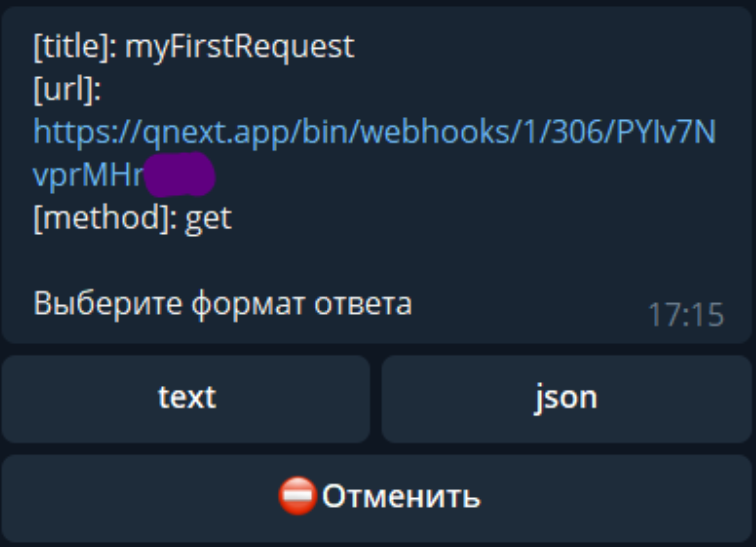 [title]: myFirstRequest
[url]:
https://qnext.app/bin/webhooks/1/306/PYIv7N
vprMHr
[method]: get
Выберите формат ответа
17:15
text
json
Отменить